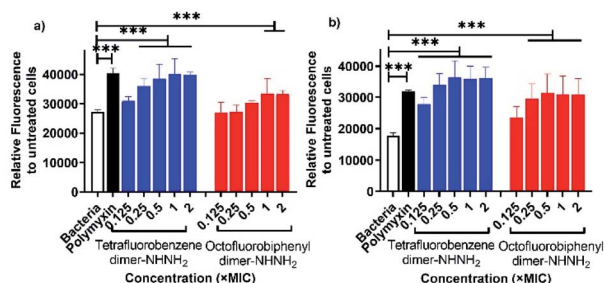 a)
***
***
***
Relative Fluorescence
to untreated cells
40000
30000
20000
10000
0
Bacteria
Polymyxin
0.125
0.25
0.5
1
2
0.125
0.25
0.5
1
2
Tetrafluorobenzene
dimer-NHNH2
Octofluorobiphenyl
dimer-NHNH2
Concentration (×MIC)
b)
***
***
***
Relative Fluorescence
to untreated cells
40000
30000
20000
10000
0
Bacteria
Polymyxin
0.125
0.25
0.5
1
2
0.125
0.25
0.5
1
2
Tetrafluorobenzene
dimer-NHNH2
Octofluorobiphenyl
dimer-NHNH2
Concentration (×MIC)